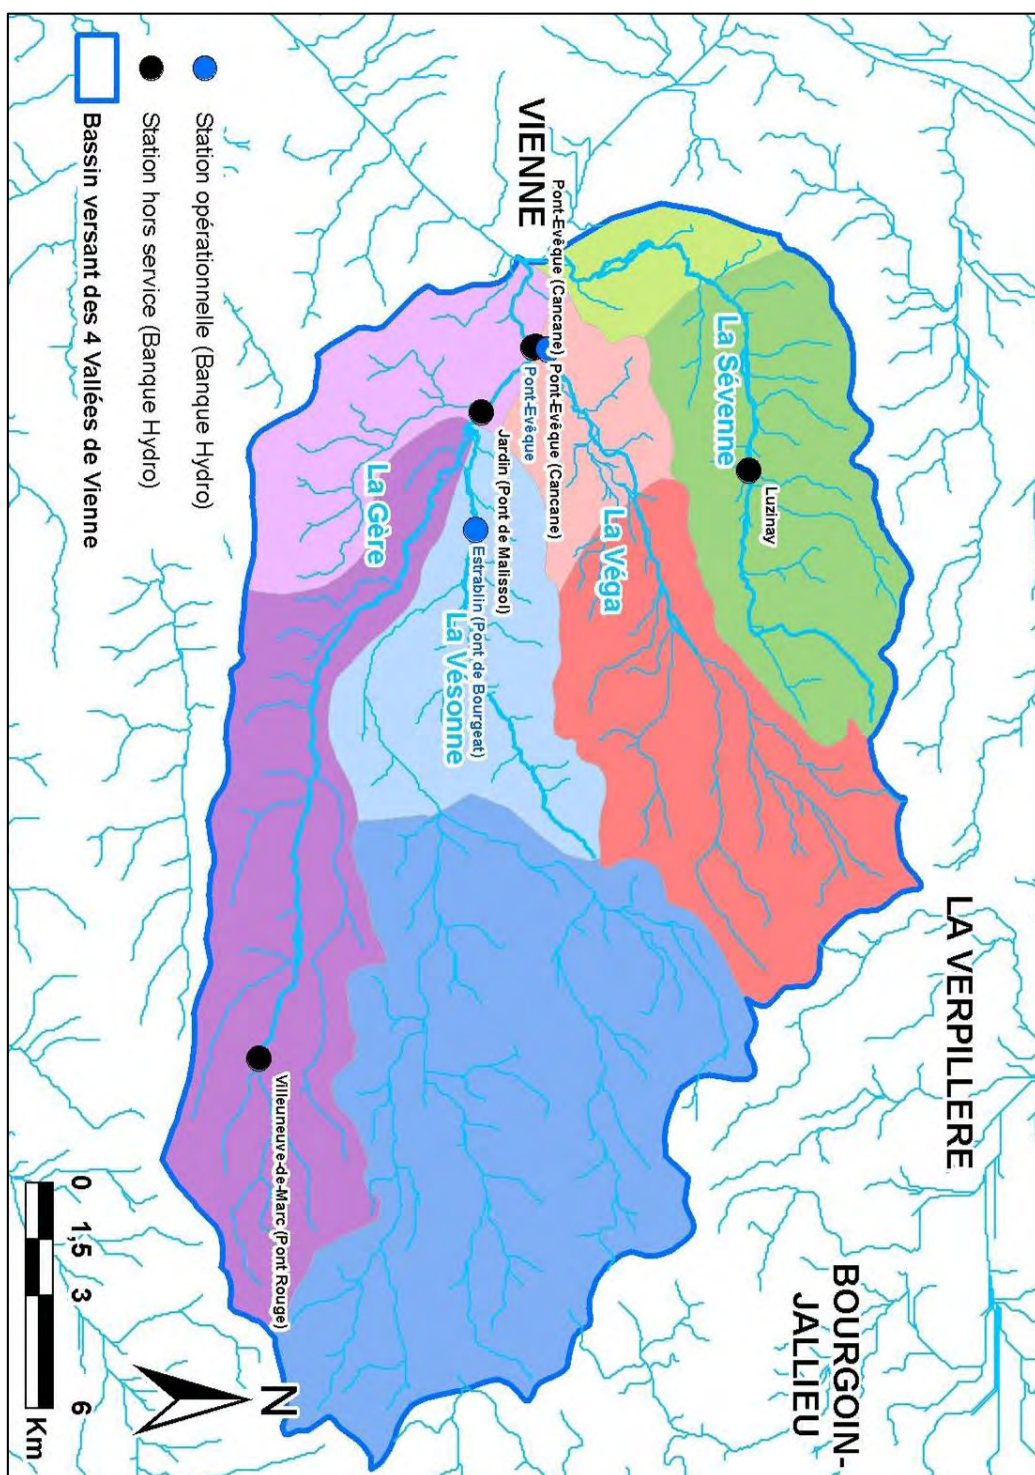 LA VERPILLERE
BOURGOIN-
JALLIEU
VIENNE
La Sévenne
Luzinay
La Véga
Pont-Evêque (Cancane)
Pont-Evêque (Cancane)
Pont-Evêque
Jardin (Pont de Malissol)
Estrablin (Pont de Bourgeat)
La Vésonne
La Gère
Villeuneuve-de-Marc (Pont Rouge)
Station opérationnelle (Banque Hydro)
Station hors service (Banque Hydro)
Bassin versant des 4 Vallées de Vienne
N
0 1,5 3 6
Km